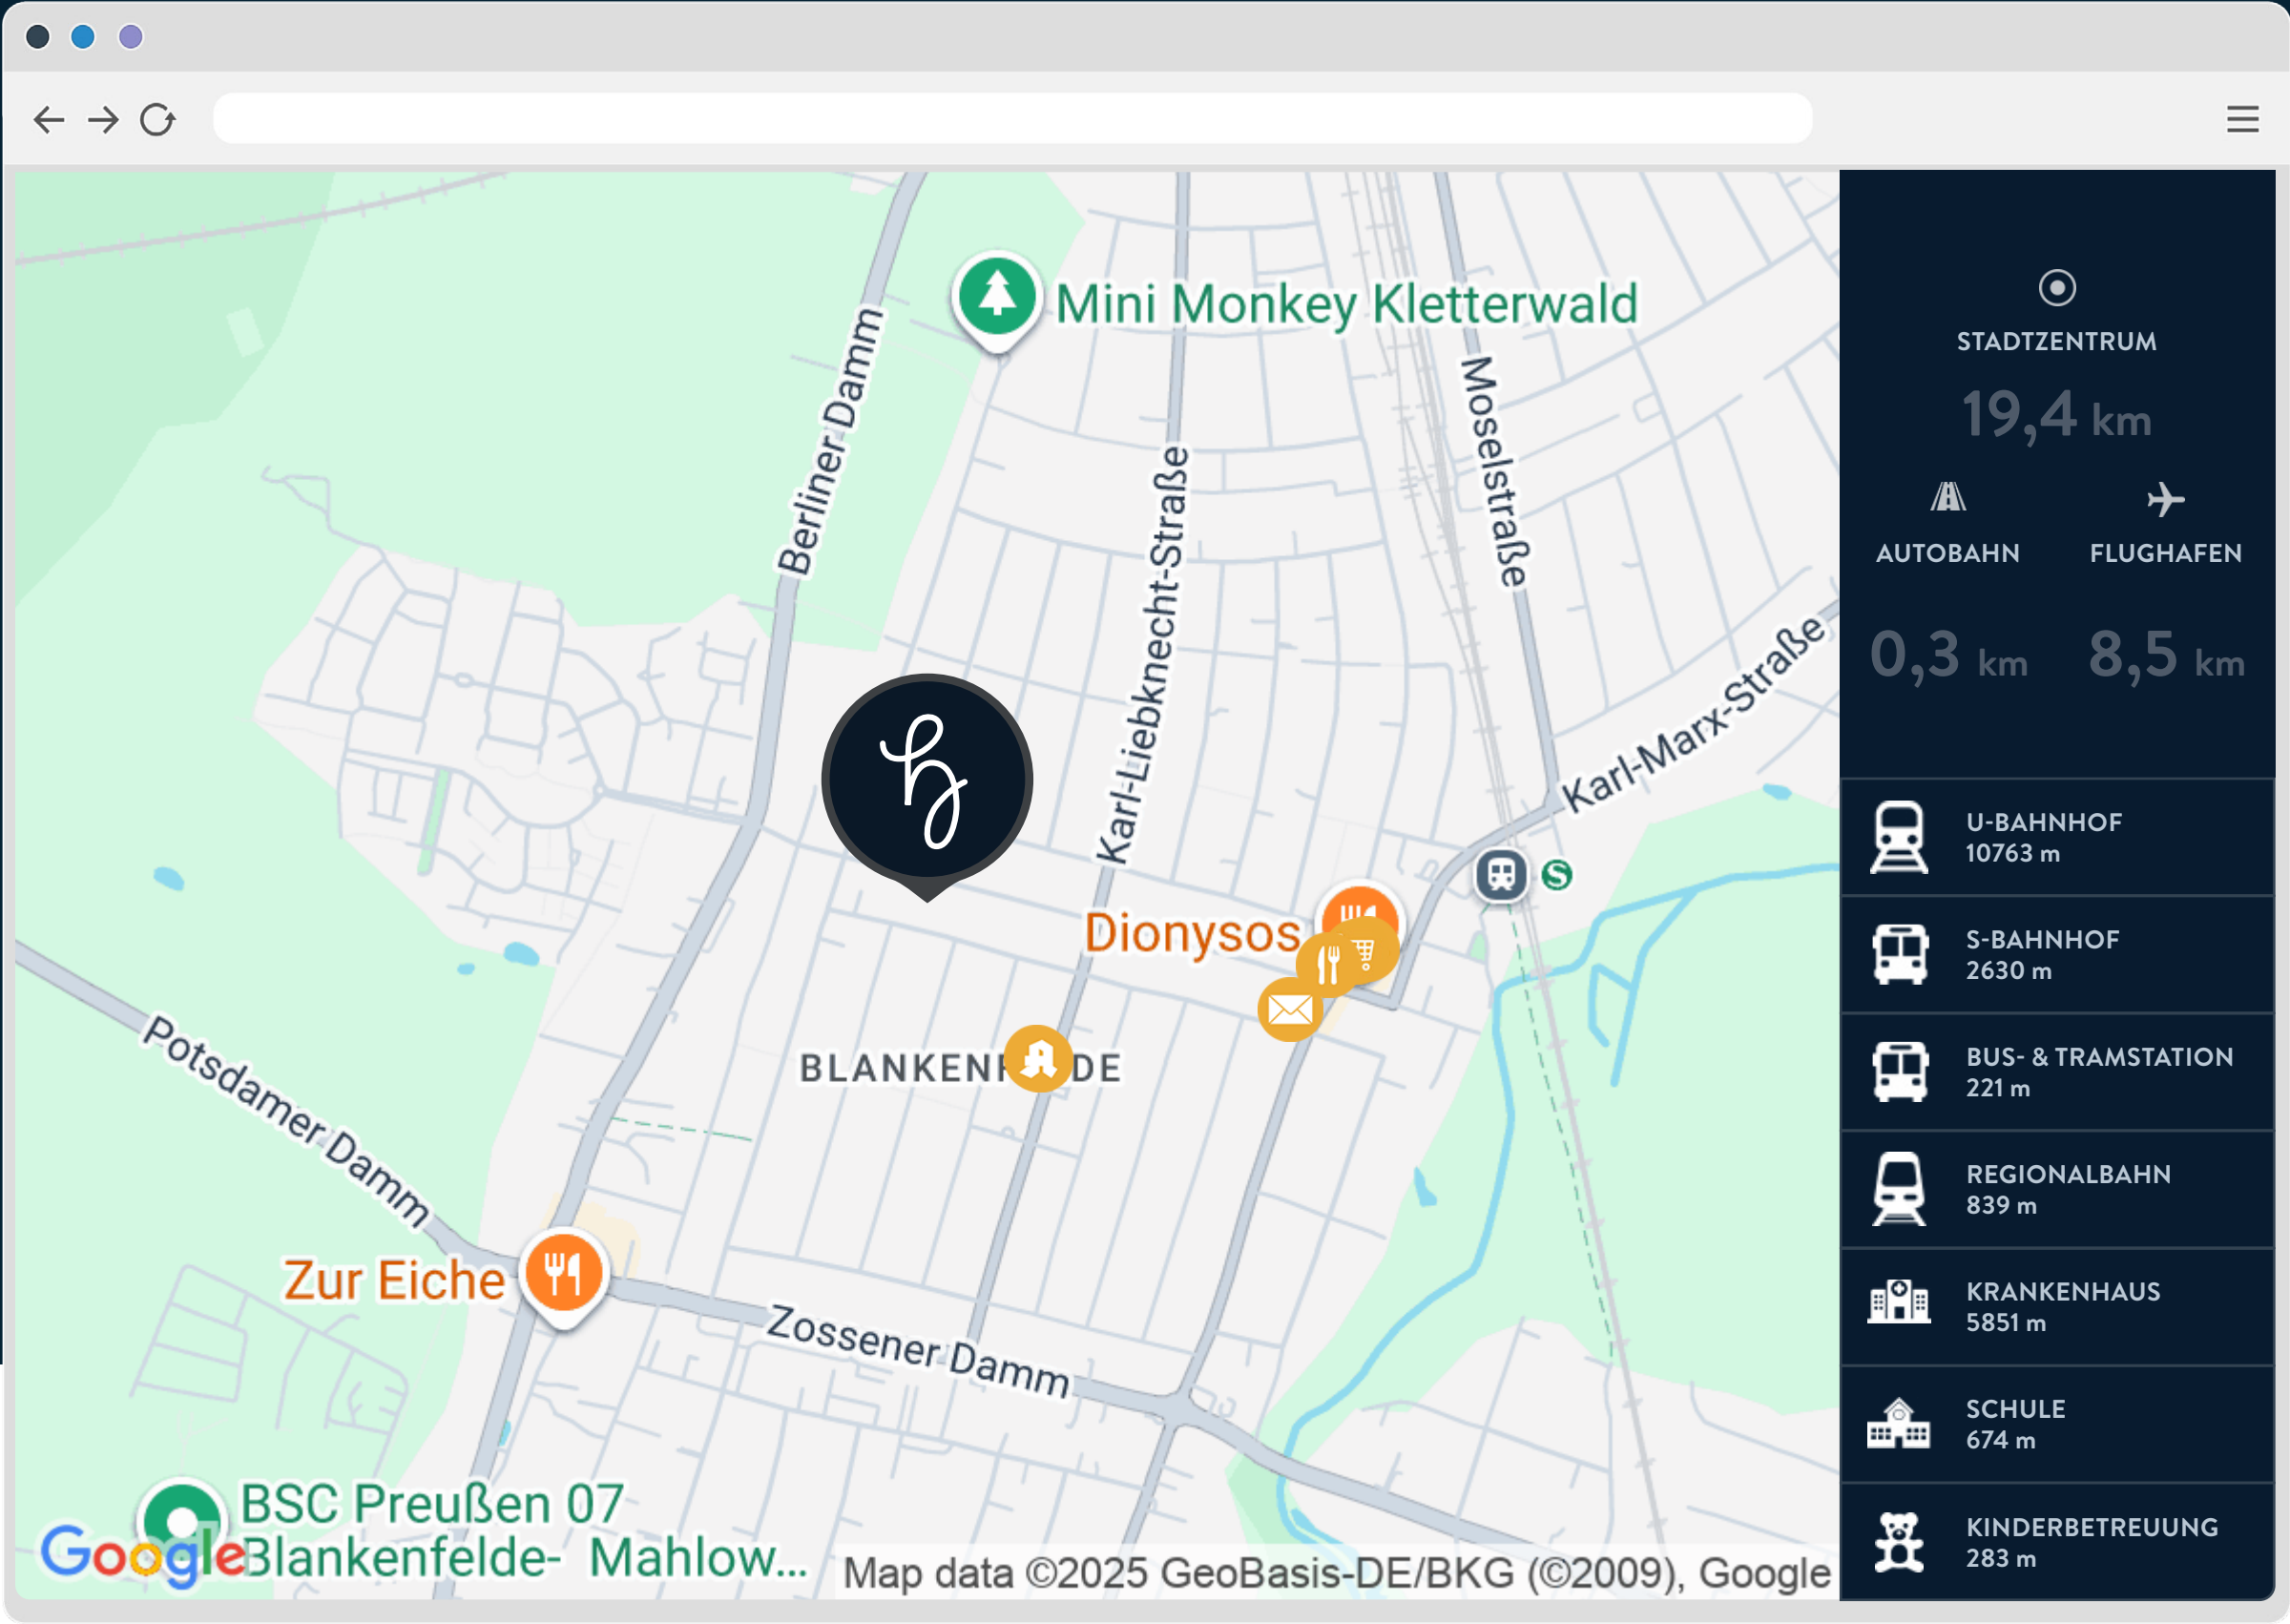 Mini Monkey Kletterwald
Berliner Damm
Moselstraße
Karl-Liebknecht-Straße
Karl-Marx-Straße
Dionysos
S
BLANKENF DE
Potsdamer Damm
Zur Eiche
Zossener Damm
BSC Preußen 07
Blankenfelde- Mahlow...
Google
Map data ©2025 GeoBasis-DE/BKG (©2009), Google
STADTZENTRUM
19,4 km
AUTOBAHN
FLUGHAFEN
0,3 km
8,5 km
U-BAHNHOF
10763 m
S-BAHNHOF
2630 m
BUS- & TRAMSTATION
221 m
REGIONALBAHN
839 m
KRANKENHAUS
5851 m
SCHULE
674 m
KINDERBETREUUNG
283 m